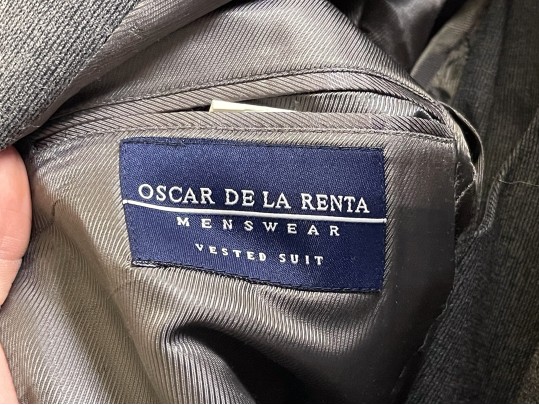 OSCAR DE LA RENTA
MENSWEAR
VESTED SUIT